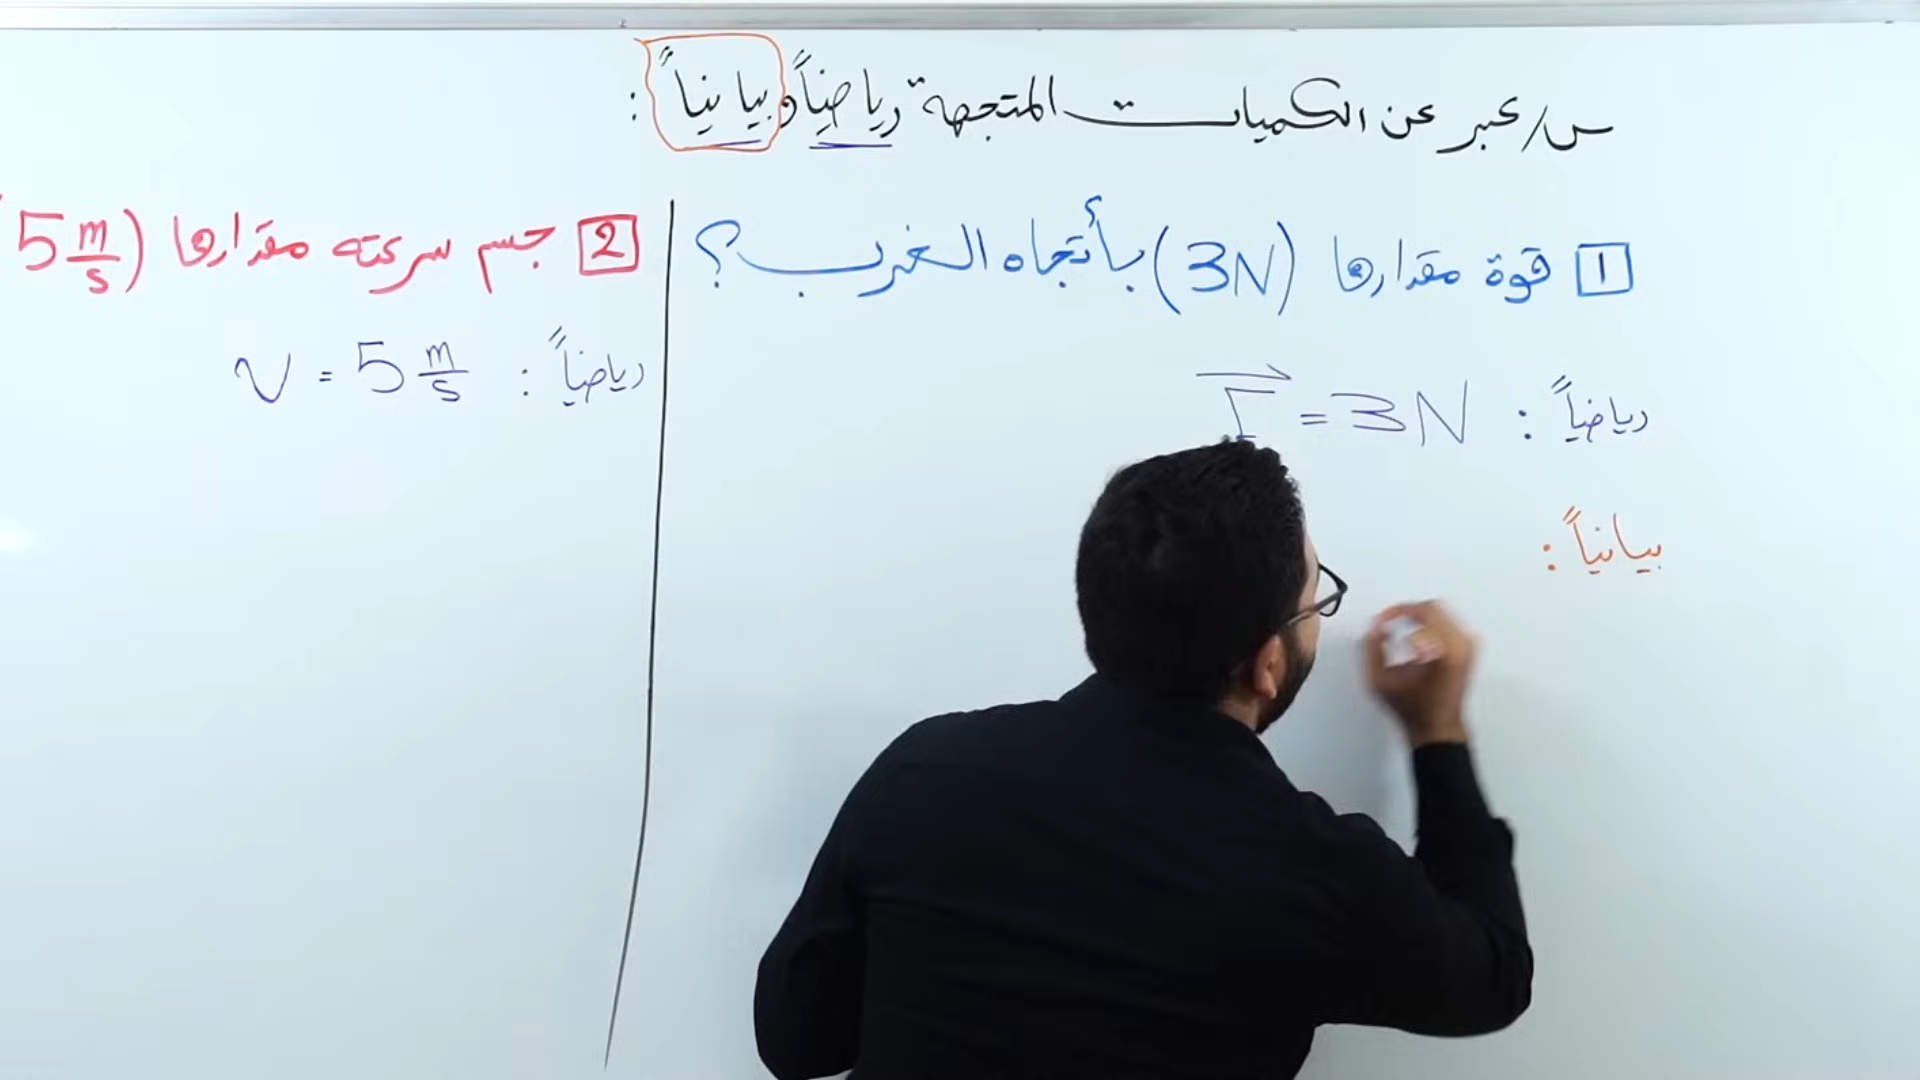 س/ عبر عن الكميات المتجهة رياضياً و بيانياً :
1 قوة مقدارها (3N) بأتجاه الغرب ؟
رياضياً : = 3N
بيانياً :
2 جسم سرعته مقدارها (5 m/s
رياضياً : V = 5 m/s